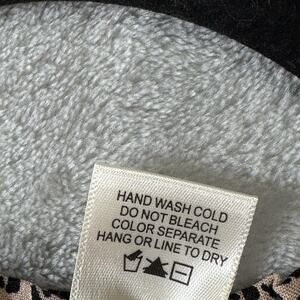 HAND WASH COLD
DO NOT BLEACH
COLOR SEPARATE
HANG OR LINE TO DRY